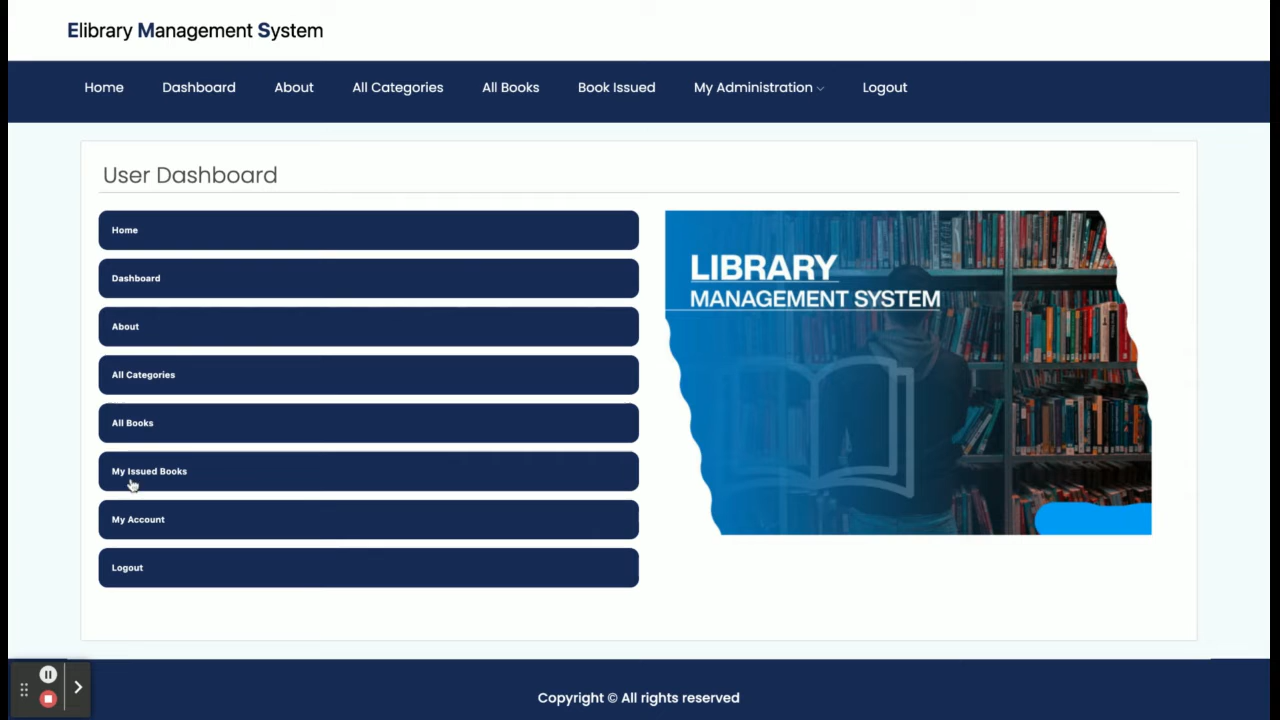 Elibrary Management System
Home Dashboard About All Categories All Books Book Issued My Administration Logout
User Dashboard
Home
Dashboard
About
All Categories
All Books
My Issued Books
My Account
Logout
LIBRARY
MANAGEMENT SYSTEM
Copyright © All rights reserved